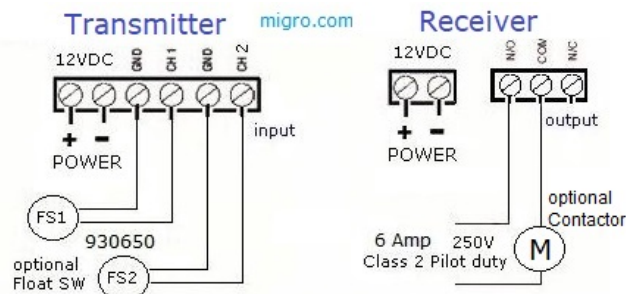 Transmitter migro.com Receiver
12VDC GND CH 1 GND CH 2
input
+ -
POWER
FS1
930650
optional
Float SW
FS2
12VDC
N/O COM N/C
output
+ -
POWER
optional
Contactor
6 Amp 250V
Class 2 Pilot duty
M